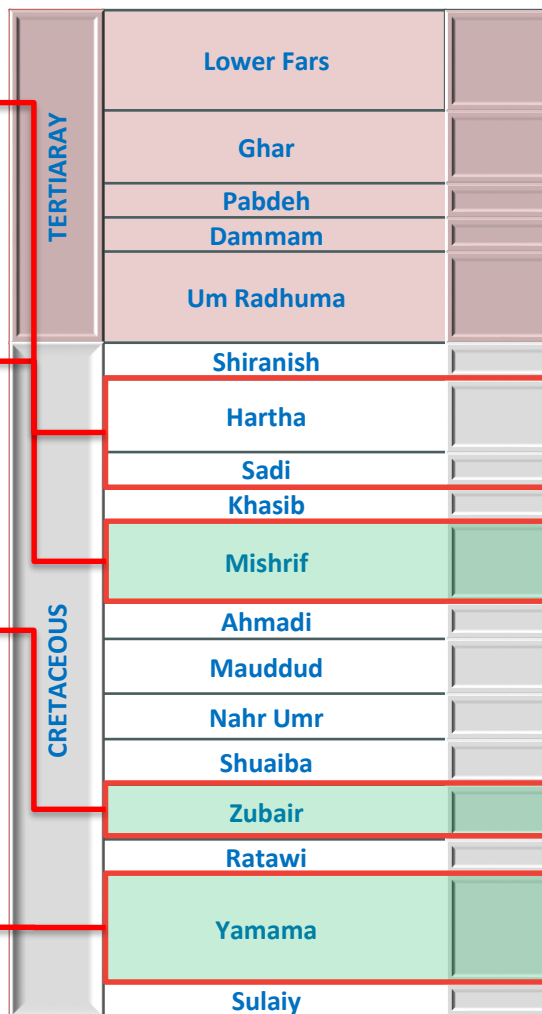 TERTIARAY
Lower Fars
Ghar
Pabdeh
Dammam
Um Radhuma
CRETACEOUS
Shiranish
Hartha
Sadi
Khasib
Mishrif
Ahmadi
Mauddud
Nahr Umr
Shuaiba
Zubair
Ratawi
Yamama
Sulaiy